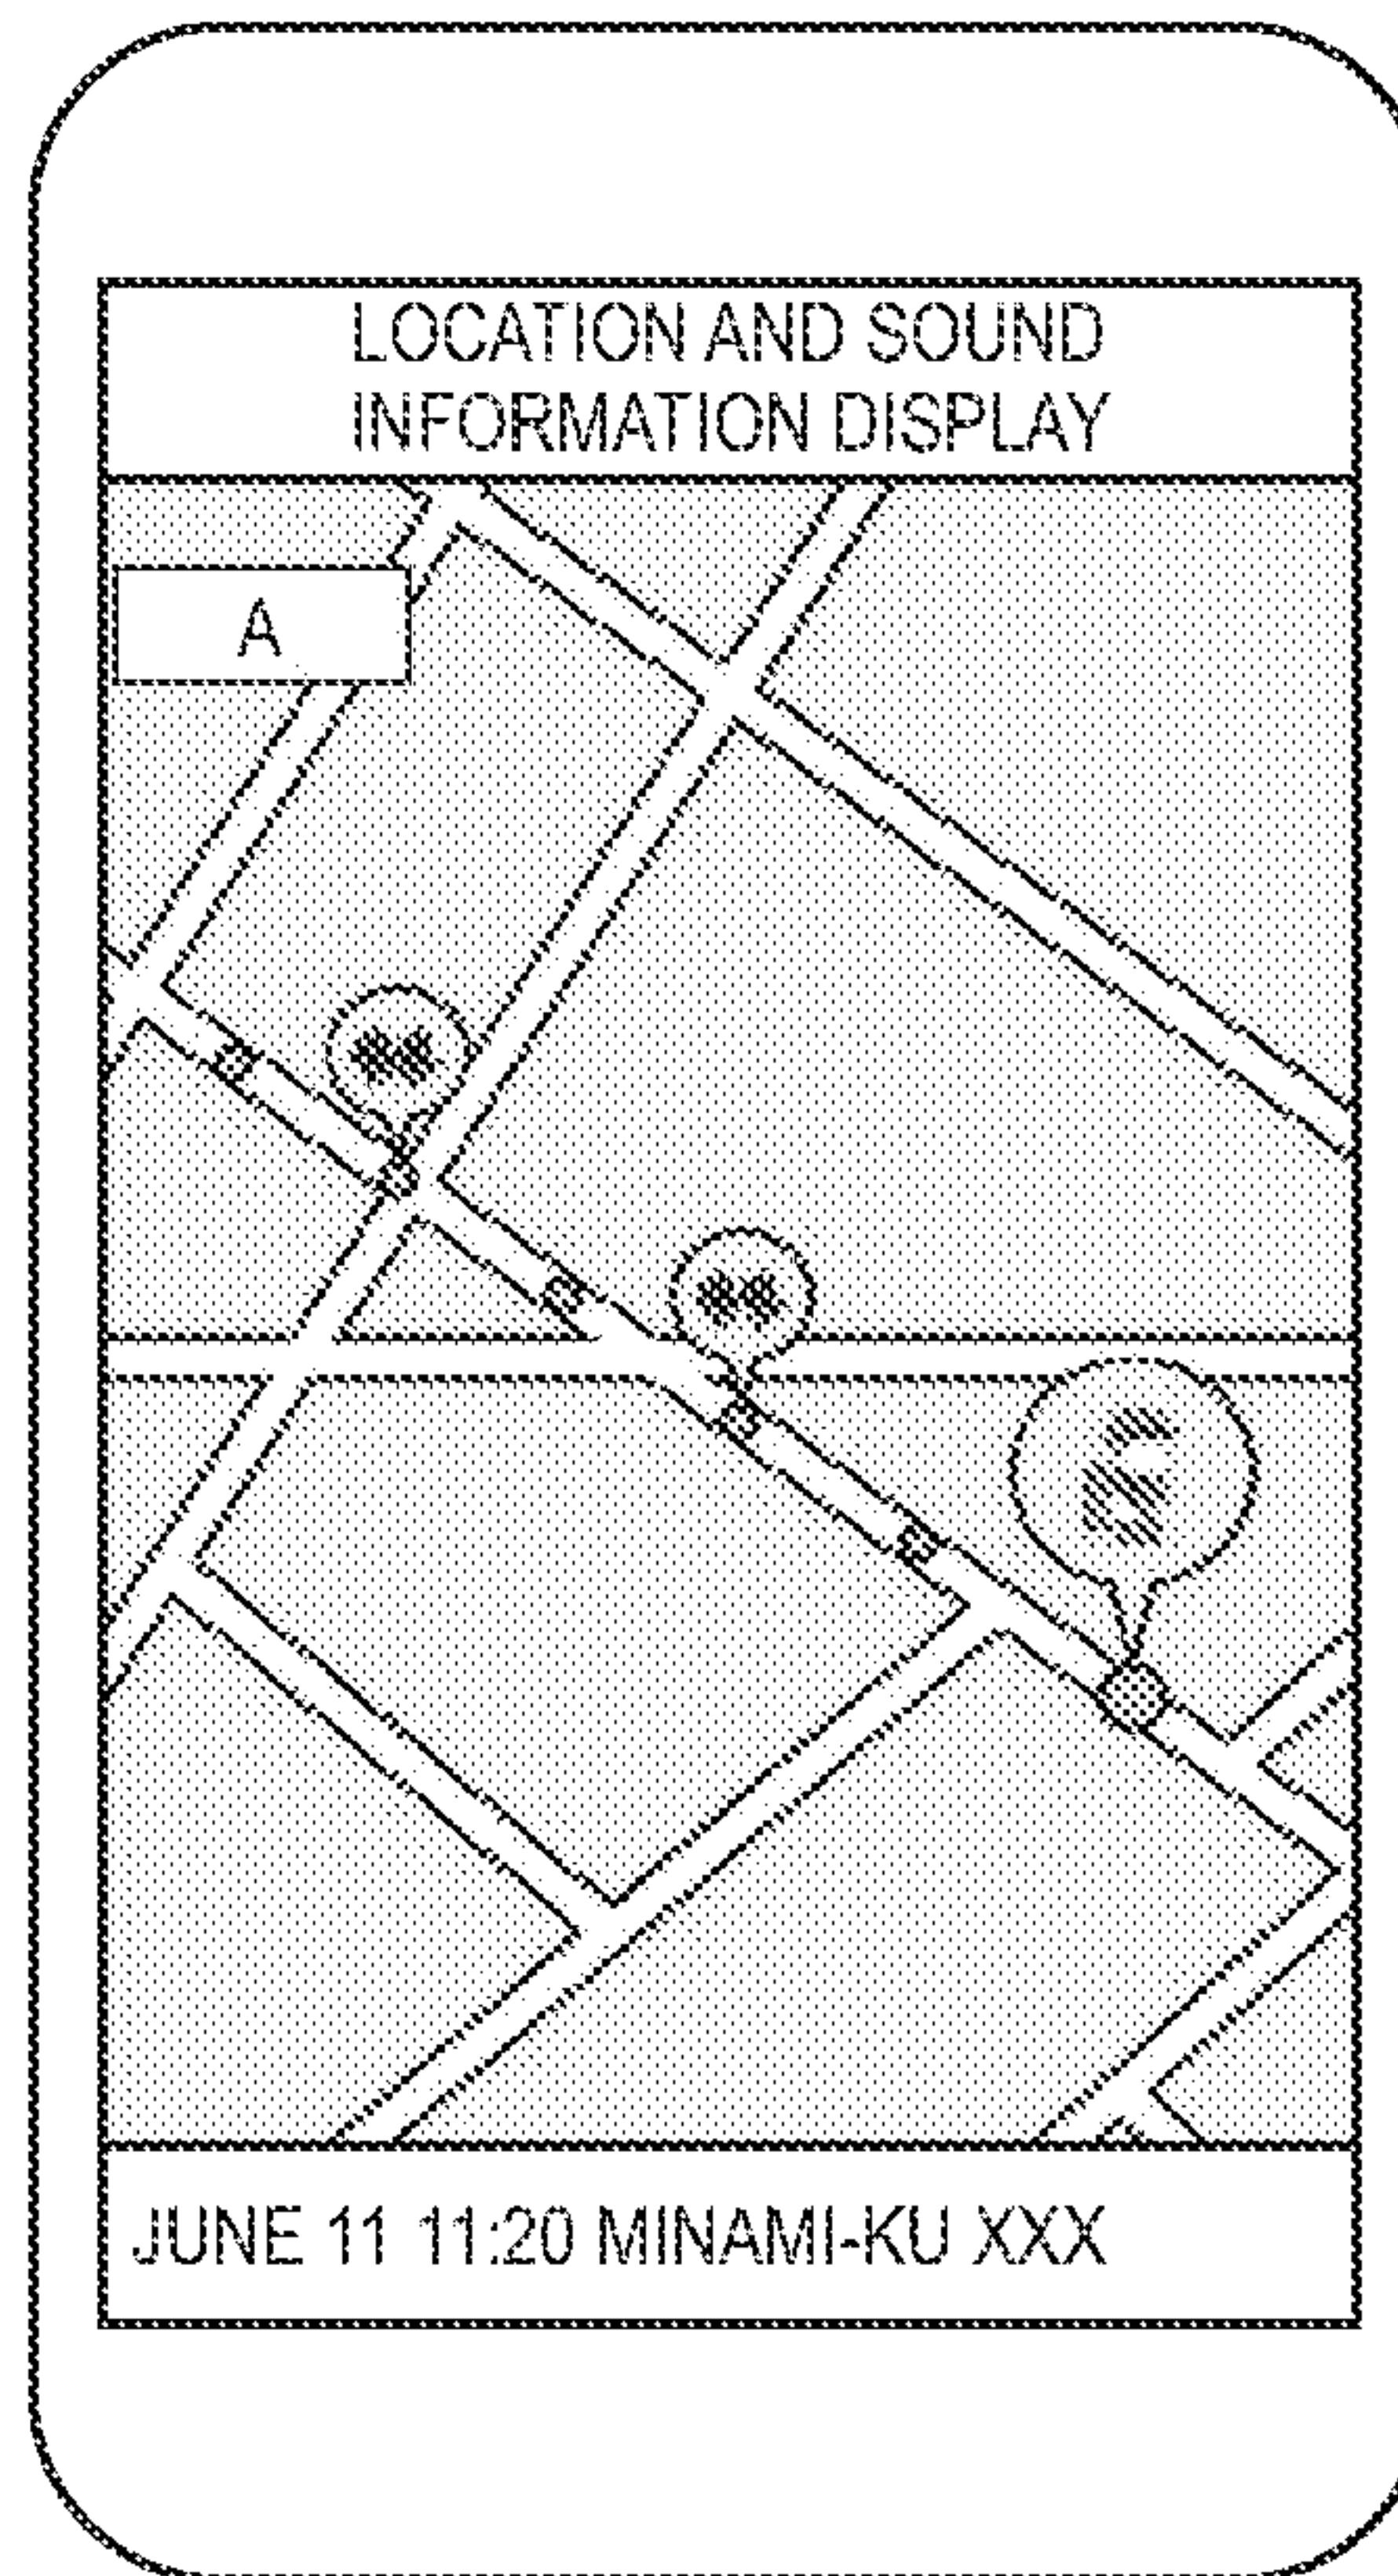 LOCATION AND SOUND
INFORMATION DISPLAY
A
JUNE 11 11:20 MINAMI-KU XXX